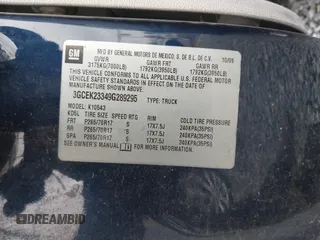 GM
MFD BY GENERAL MOTORS DE MEXICO, S. DE R.L. DE C.V. 10/08
GVWR GAWR FRT GAWR RR
3175KG(7000LB) 1792KG(3950LB) 1792KG(3950LB)
THIS VEHICLE CONFORMS TO ALL APPLICABLE U.S. FEDERAL MOTOR
VEHICLE SAFETY AND THEFT PREVENTION STANDARDS IN EFFECT
ON THE DATE OF MANUFACTURE SHOWN ABOVE.
3GCEK23349G289295 TYPE: TRUCK
MODEL: K10543
TIRE SIZE SPEED RTG RIM COLD TIRE PRESSURE
FRT P265/70R17 S 17X7.5J 240KPA(35PSI)
RR P265/70R17 S 17X7.5J 240KPA(35PSI)
SPA P265/70R17 S 17X7.5J 240KPA(35PSI)
SEE OWNER'S MANUAL FOR ADDITIONAL INFORMATION
DREAMBID